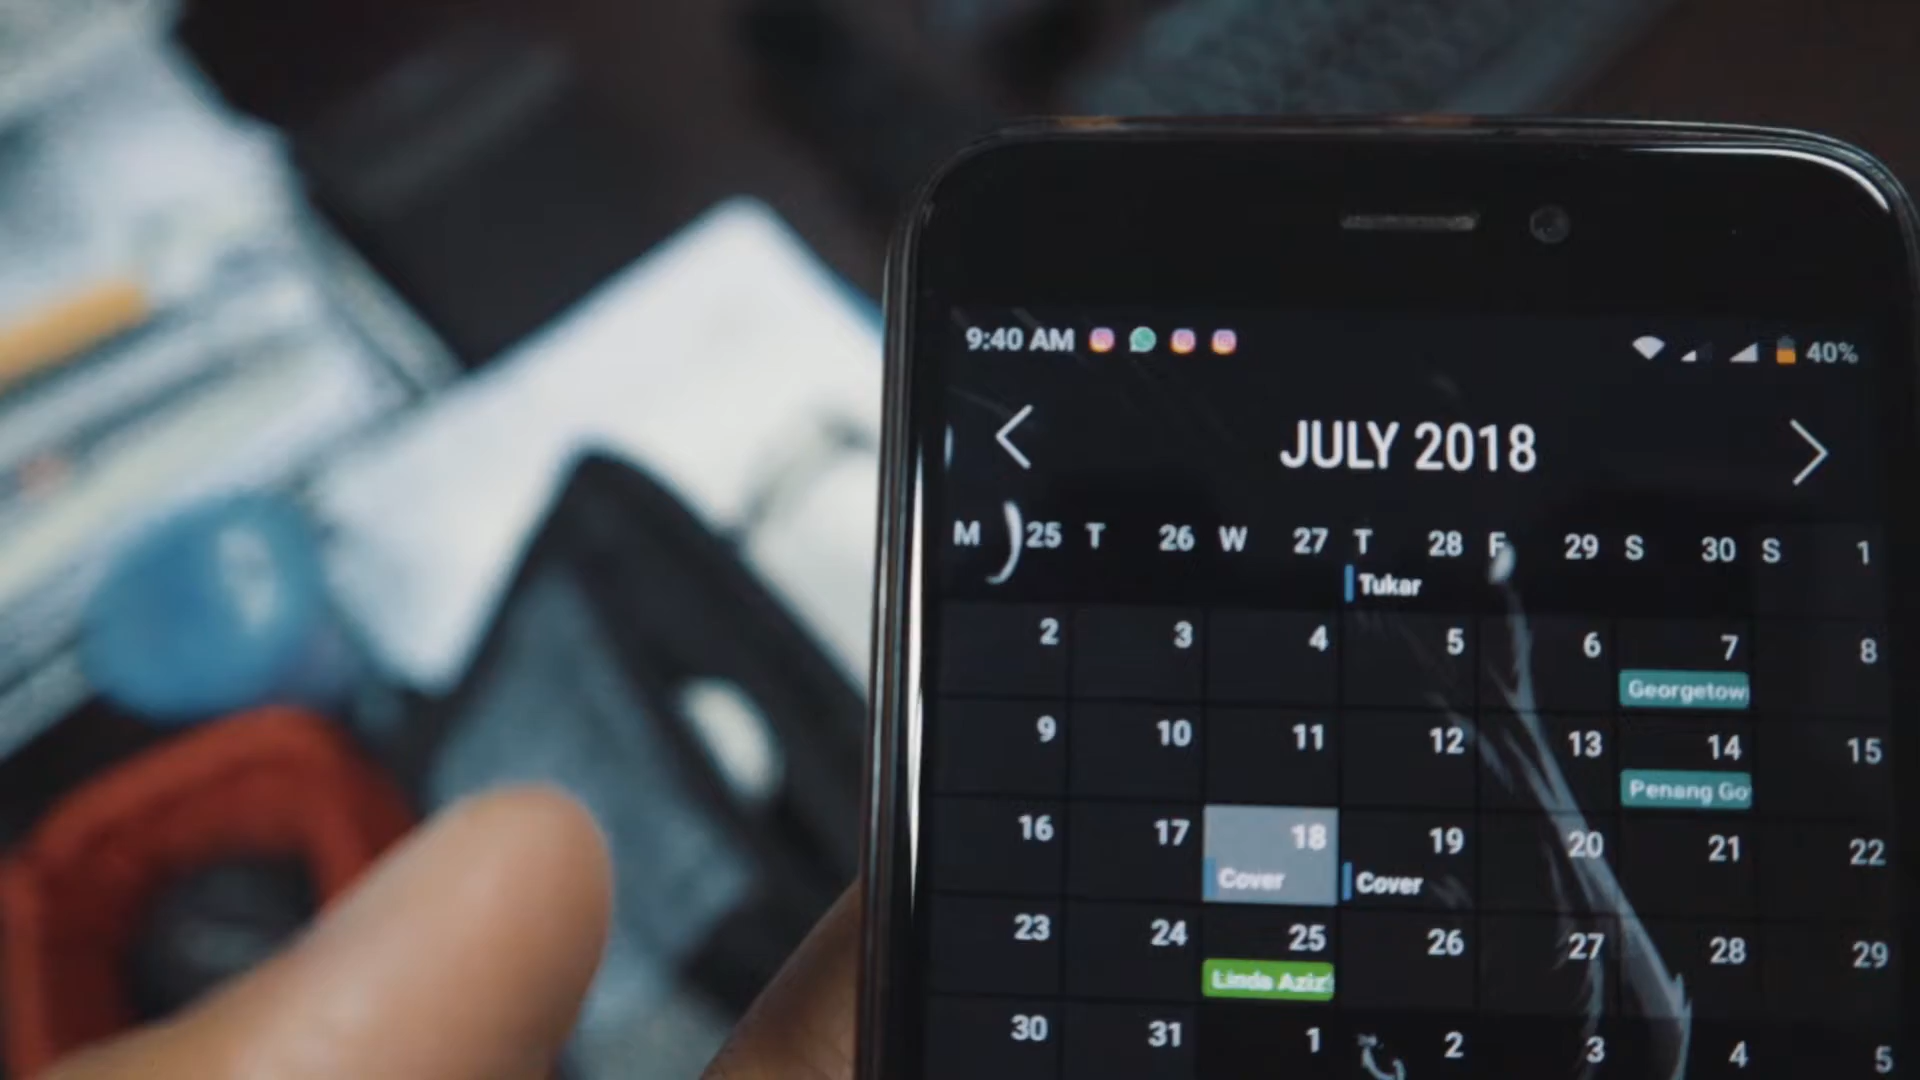 9:40 AM 40%
JULY 2018
M 25 T 26 W 27 T 28 F 29 S 30 S 1
Tukar
2 3 4 5 6 7 8
Georgetow
9 10 11 12 13 14 15
Penang Go
16 17 18 19 20 21 22
Cover Cover
23 24 25 26 27 28 29
Linda Aziz'
30 31 1 2 3 4 5